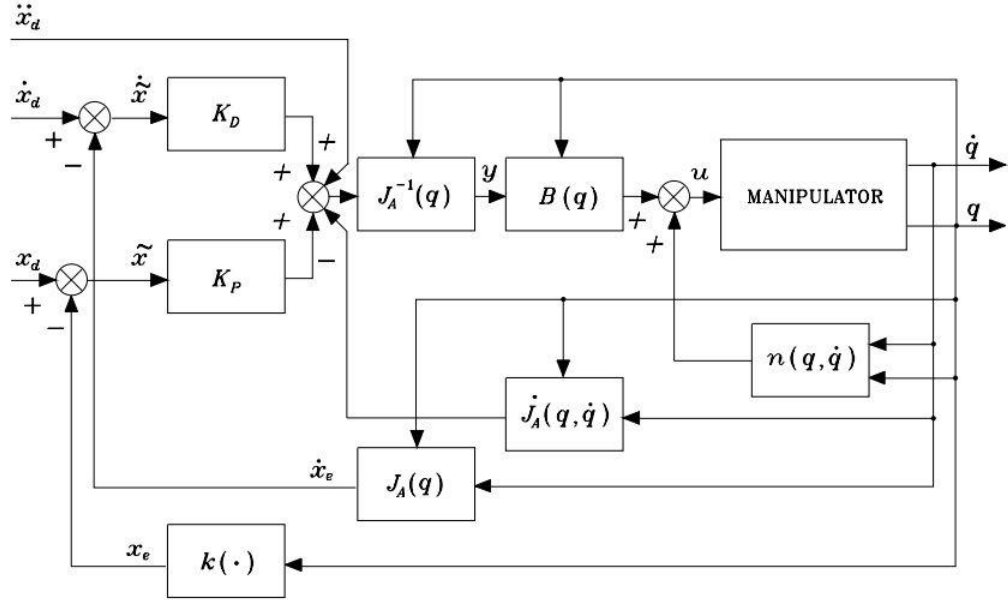 ẍ_d
ẋ_d
+
−
x̃̇
K_D
+
+
+
−
J_A^{-1}(q)
y
B(q)
+
+
u
MANIPULATOR
q̇
q
x_d
+
−
x̃
K_P
n(q,q̇)
J̇_A(q,q̇)
ẋ_e
J_A(q)
x_e
k(·)